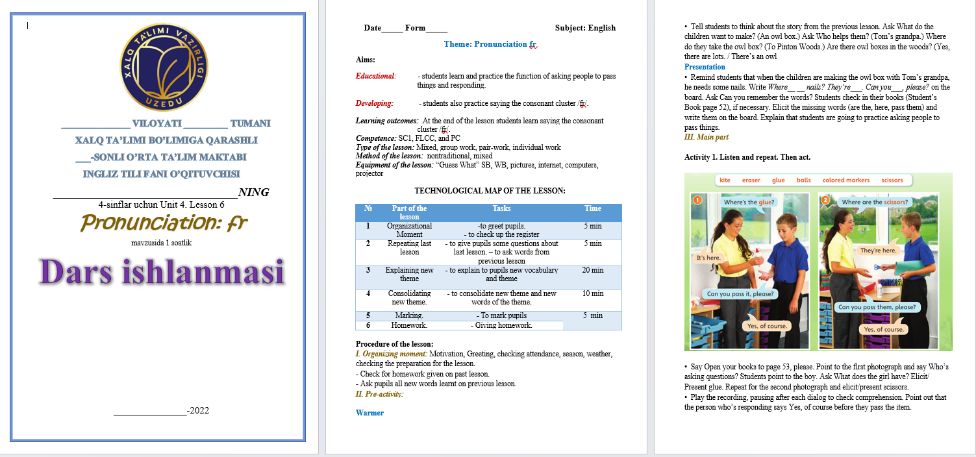 XALQ TA'LIMI VAZIRLIGI
UZEDU
______________ VILOYATI _________ TUMANI
XALQ TA'LIMI BO'LIMIGA QARASHLI
___-SONLI O'RTA TA'LIM MAKTABI
INGLIZ TILI FANI O'QITUVCHISI
______________________________NING
4-sinflar uchun Unit 4. Lesson 6
Pronunciation: fr
mavzusida 1 soatlik
Dars ishlanmasi
_______________-2022
Date_____ Form_____ Subject: English
Theme: Pronunciation fr.
Aims:
Educational: - students learn and practice the function of asking people to pass
things and responding.
Developing: - students also practice saying the consonant cluster /fr/.
Learning outcomes: At the end of the lesson students learn saying the consonant
cluster /fr/.
Competence: SC1, FLCC, and PC
Type of the lesson: Mixed, group work, pair-work, individual work
Method of the lesson: nontraditional, mixed
Equipment of the lesson: "Guess What" SB, WB, pictures, internet, computers,
projector
TECHNOLOGICAL MAP OF THE LESSON:
№ Part of the lesson Tasks Time
1 Organizational Moment -to greet pupils. - to check up the register 5 min
2 Repeating last lesson - to give pupils some questions about last lesson. – to ask words from previous lesson 5 min
3 Explaining new theme - to explain to pupils new vocabulary and theme 20 min
4 Consolidating new theme. - to consolidate new theme and new words of the theme 10 min
5 Marking. - To mark pupils 5 min
6 Homework. - Giving homework.
Procedure of the lesson:
I. Organizing moment: Motivation, Greeting, checking attendance, season, weather,
checking the preparation for the lesson.
- Check for homework given on past lesson.
- Ask pupils all new words learnt on previous lesson.
II. Pre-activity:
Warmer
• Tell students to think about the story from the previous lesson. Ask What do the
children want to make? (An owl box.) Ask Who helps them? (Tom's grandpa.) Where
do they take the owl box? (To Pinton Woods.) Are there owl boxes in the woods? (Yes,
there are lots. / There's an owl
Presentation
• Remind students that when the children are making the owl box with Tom's grandpa,
he needs some nails. Write Where__ __ nails? They're___. Can you___, please? on the
board. Ask Can you remember the words? Students check in their books (Student's
Book page 52), if necessary. Elicit the missing words (are the, here, pass them) and
write them on the board. Explain that students are going to practice asking people to
pass things.
III. Main part
Activity 1. Listen and repeat. Then act.
kite eraser glue balls colored markers scissors
1 Where's the glue?
It's here.
Can you pass it, please?
Yes, of course.
2 Where are the scissors?
They're here.
Can you pass them, please?
Yes, of course.
• Say Open your books to page 53, please. Point to the first photograph and say Who's
asking questions? Students point to the boy. Ask What does the girl have? Elicit/
Present glue. Repeat for the second photograph and elicit/present scissors.
• Play the recording, pausing after each dialog to check comprehension. Point out that
the person who's responding says Yes, of course before they pass the item.